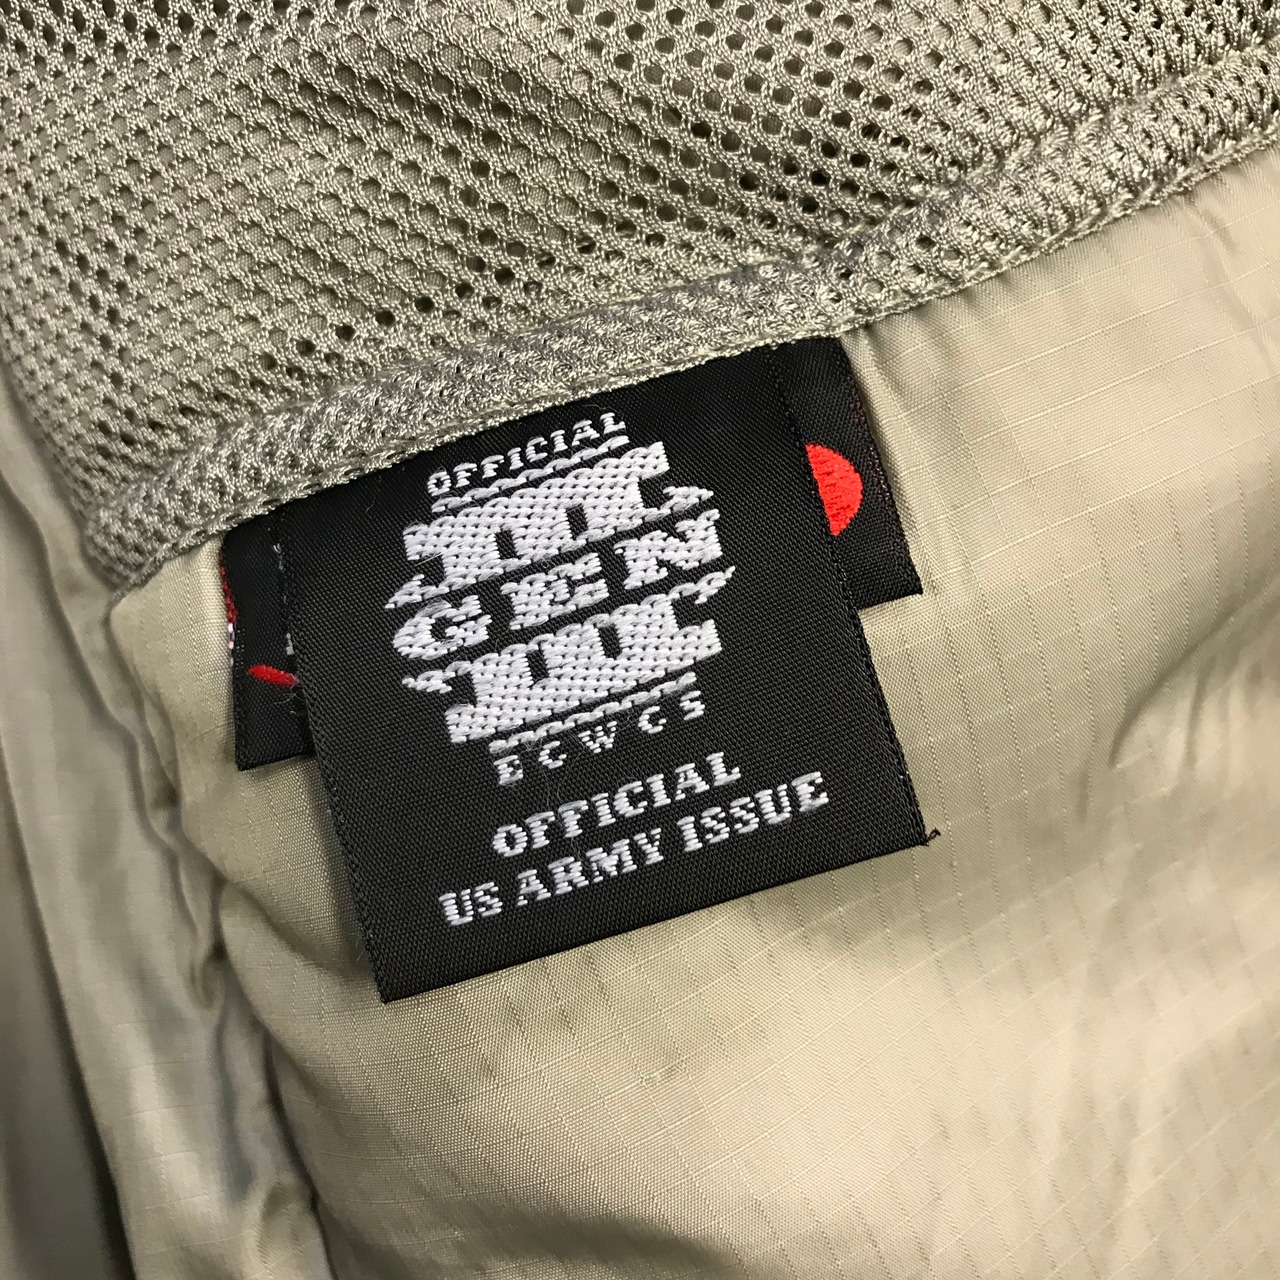 OFFICIAL
III
GEN
III
ECWCS
OFFICIAL
US ARMY ISSUE